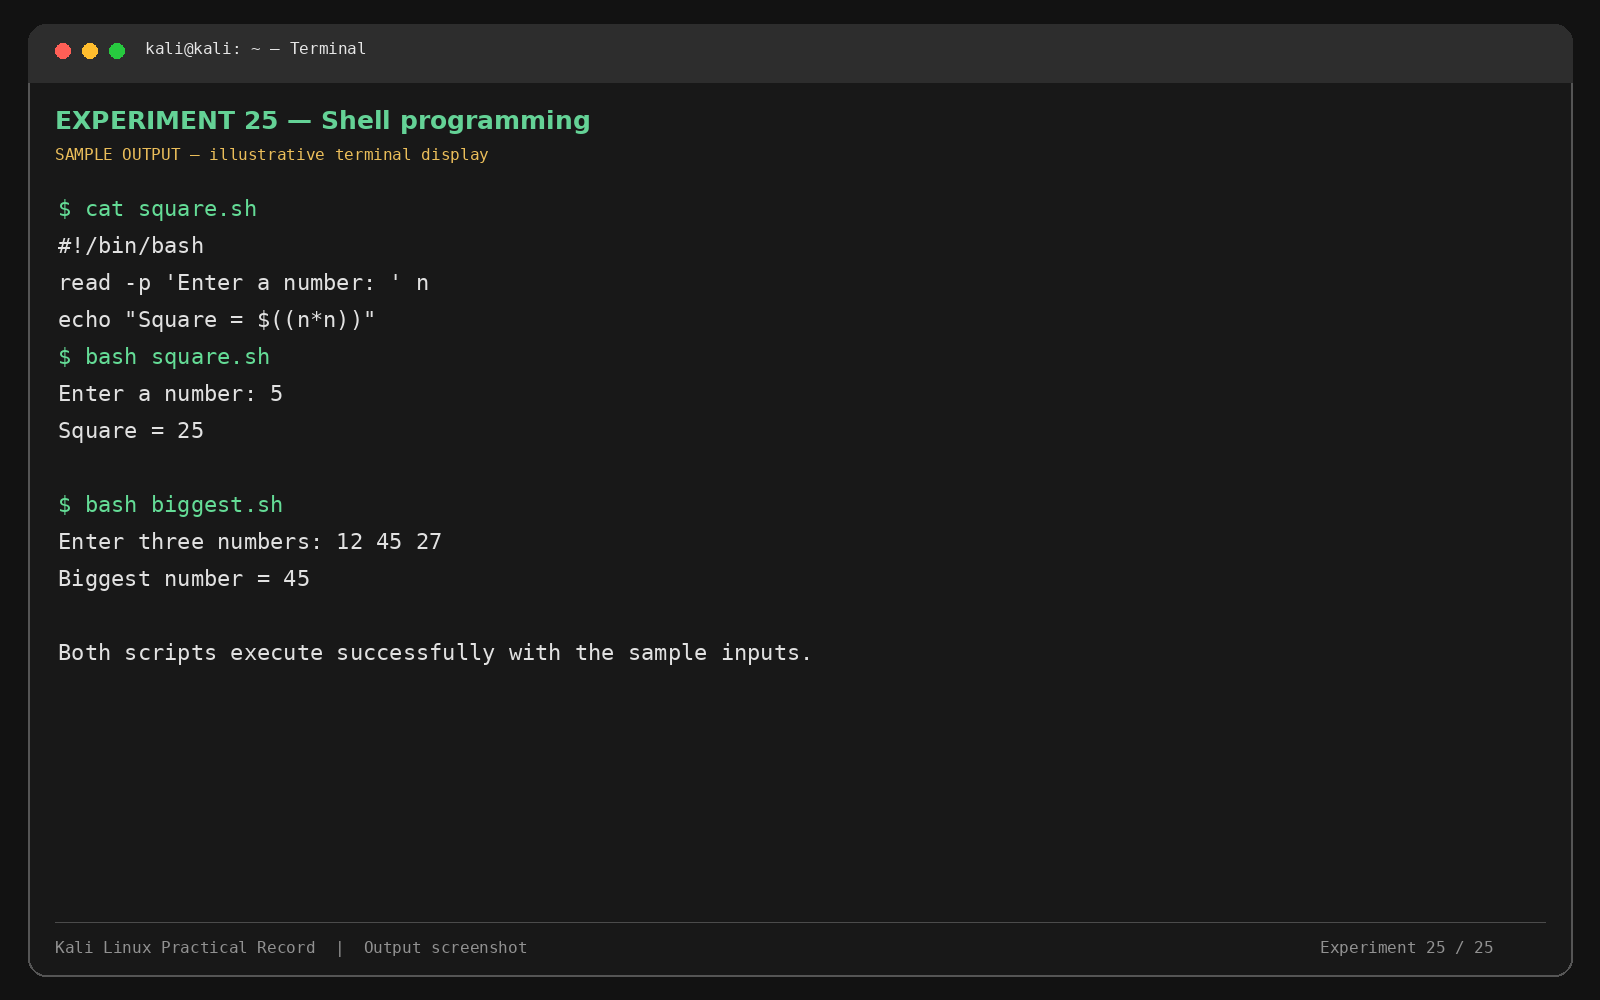 kali@kali: ~ — Terminal
EXPERIMENT 25 — Shell programming
SAMPLE OUTPUT — illustrative terminal display
$ cat square.sh
#!/bin/bash
read -p 'Enter a number: ' n
echo "Square = $((n*n))"
$ bash square.sh
Enter a number: 5
Square = 25
$ bash biggest.sh
Enter three numbers: 12 45 27
Biggest number = 45
Both scripts execute successfully with the sample inputs.
Kali Linux Practical Record | Output screenshot
Experiment 25 / 25